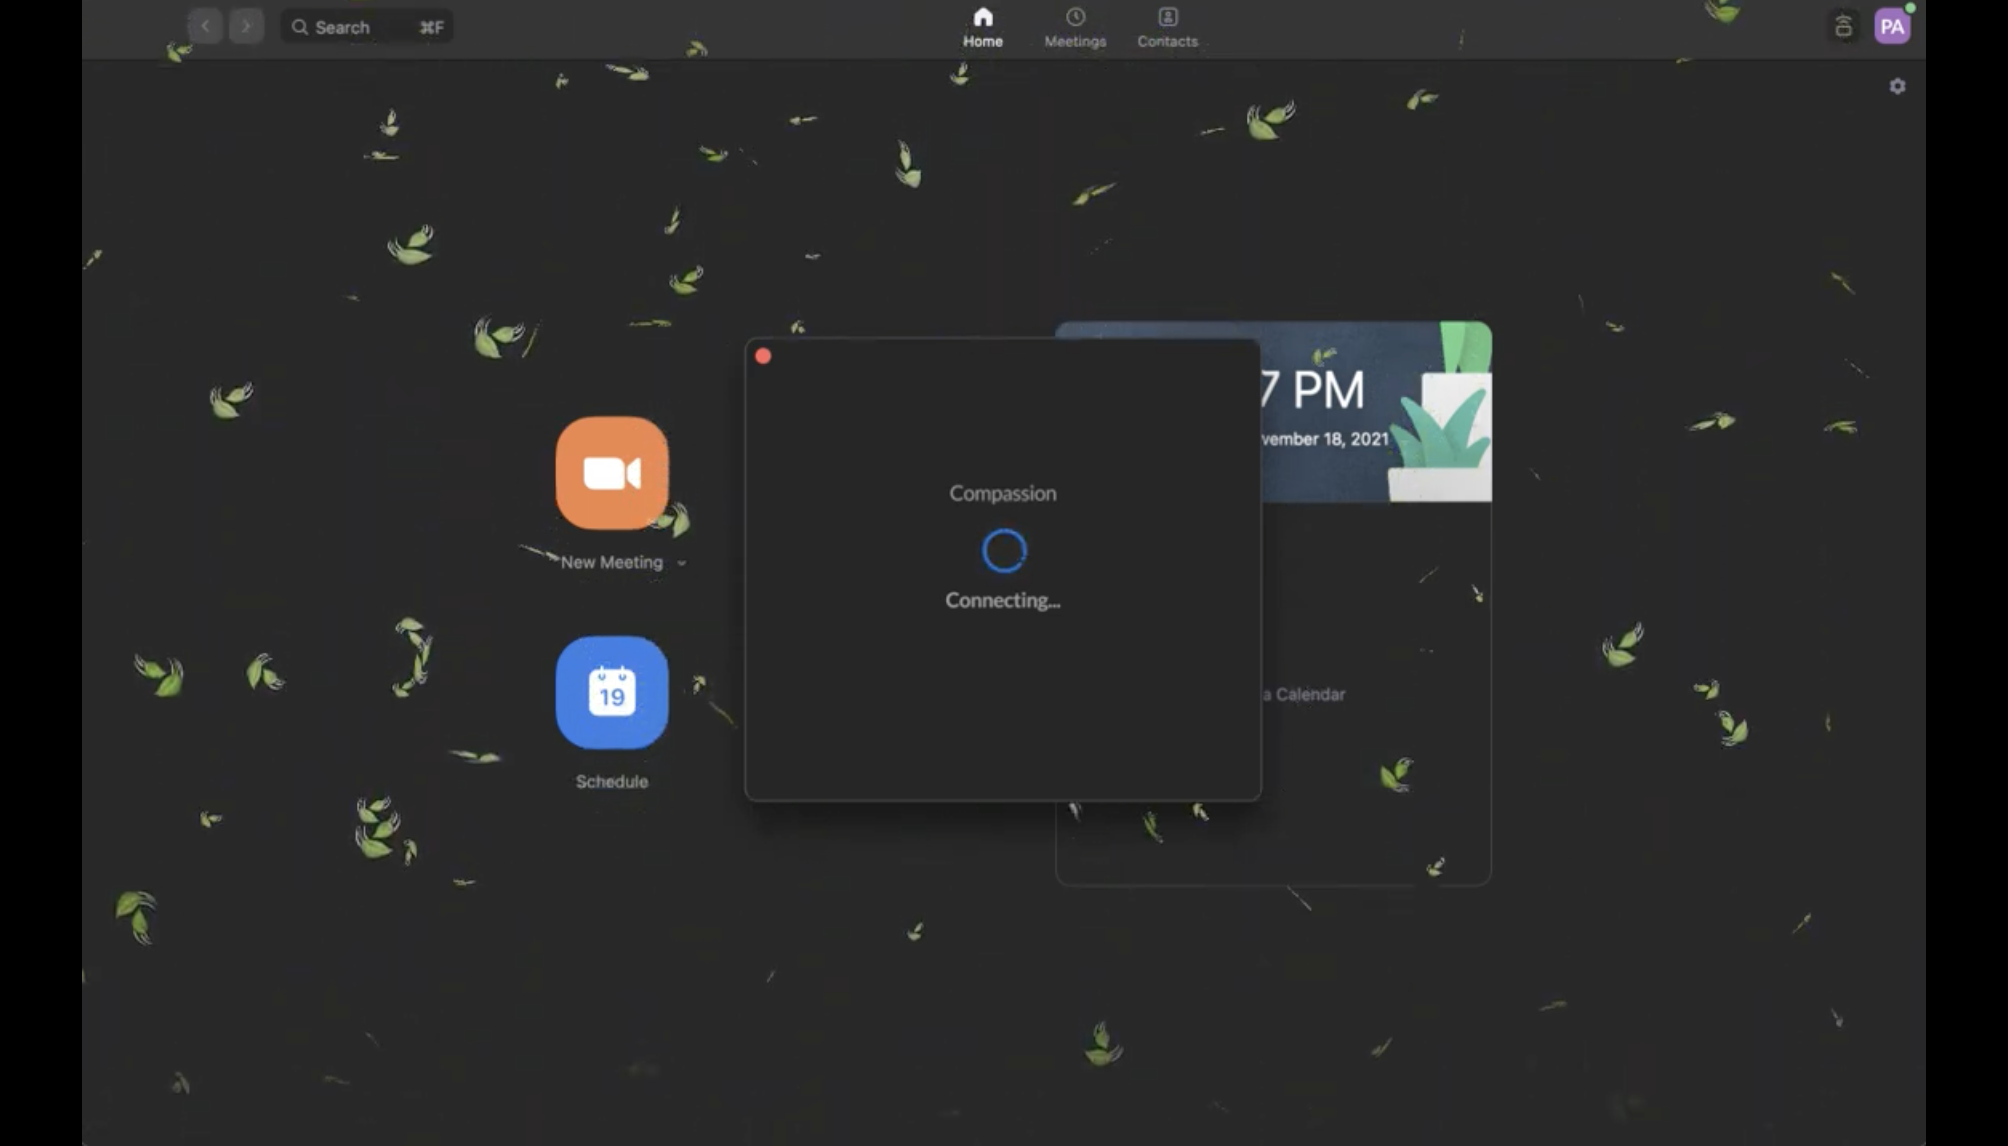 Search ⌘F
Home
Meetings
Contacts
PA
7 PM
vember 18, 2021
New Meeting
19
Schedule
Compassion
Connecting...
a Calendar